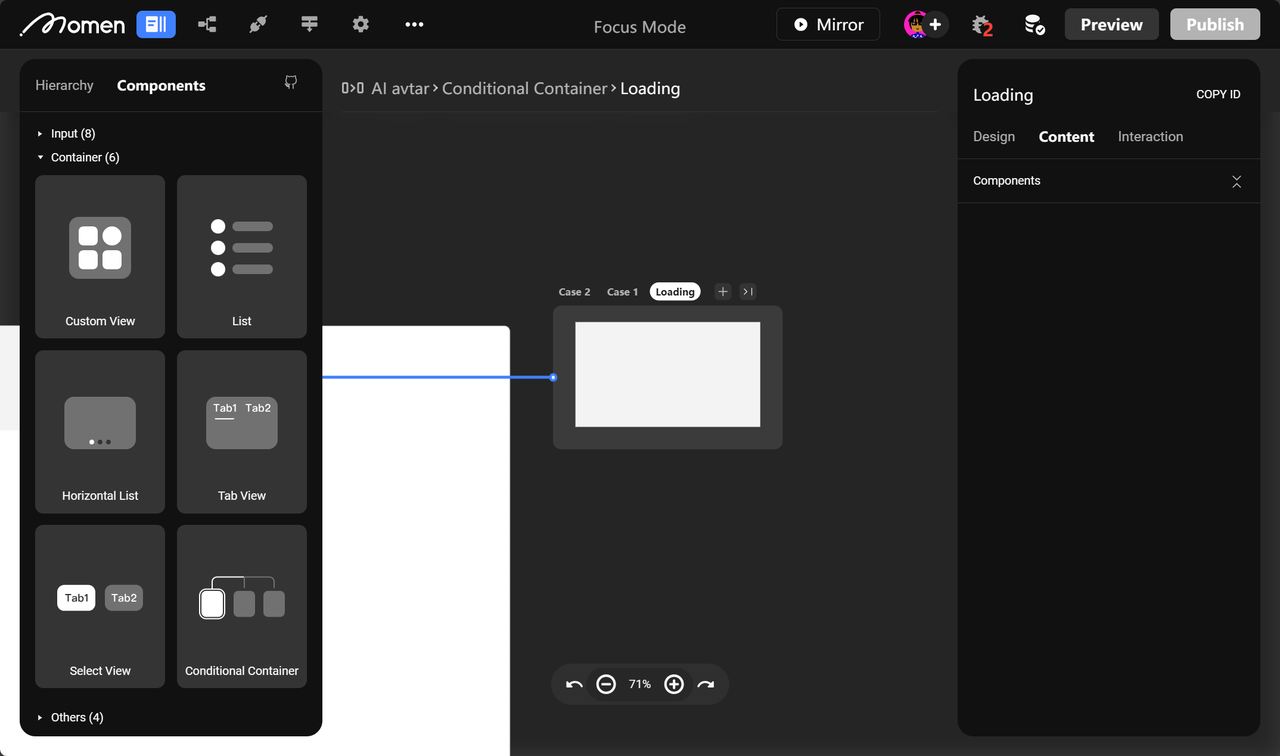 Momen
Focus Mode
Mirror
2
Preview
Publish
Hierarchy
Components
AI avtar > Conditional Container > Loading
Input (8)
Container (6)
Custom View
List
Horizontal List
Tab1 Tab2
Tab View
Tab1 Tab2
Select View
Conditional Container
Others (4)
Case 2
Case 1
Loading
71%
Loading
COPY ID
Design
Content
Interaction
Components